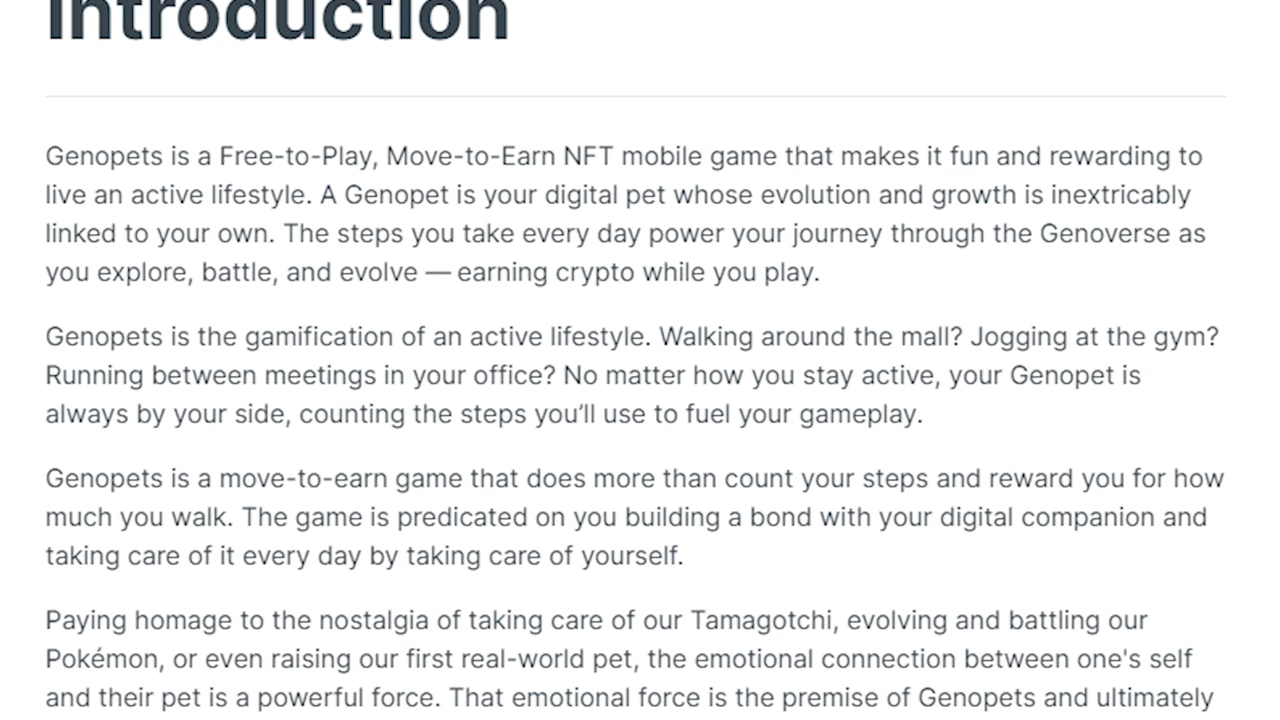 Introduction
Genopets is a Free-to-Play, Move-to-Earn NFT mobile game that makes it fun and rewarding to
live an active lifestyle. A Genopet is your digital pet whose evolution and growth is inextricably
linked to your own. The steps you take every day power your journey through the Genoverse as
you explore, battle, and evolve — earning crypto while you play.
Genopets is the gamification of an active lifestyle. Walking around the mall? Jogging at the gym?
Running between meetings in your office? No matter how you stay active, your Genopet is
always by your side, counting the steps you’ll use to fuel your gameplay.
Genopets is a move-to-earn game that does more than count your steps and reward you for how
much you walk. The game is predicated on you building a bond with your digital companion and
taking care of it every day by taking care of yourself.
Paying homage to the nostalgia of taking care of our Tamagotchi, evolving and battling our
Pokémon, or even raising our first real-world pet, the emotional connection between one's self
and their pet is a powerful force. That emotional force is the premise of Genopets and ultimately